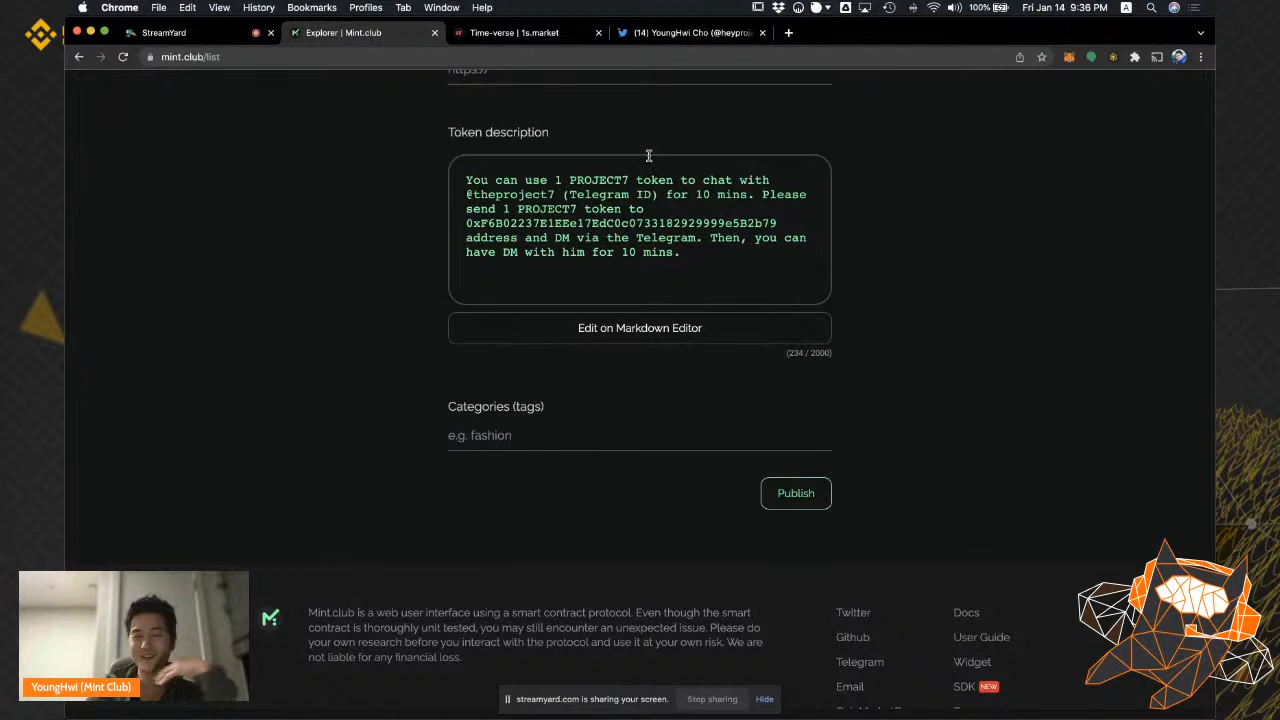 Chrome File Edit View History Bookmarks Profiles Tab Window Help 100% A Fri Jan 14 9:36 PM
StreamYard Explorer | Mint.club Time-verse | 1s.market (14) YoungHwi Cho (@heyproj
mint.club/list
https://
Token description
You can use 1 PROJECT7 token to chat with
@theproject7 (Telegram ID) for 10 mins. Please
send 1 PROJECT7 token to
0xF6B02237E1EEe17EdC0c0733182929999e5B2b79
address and DM via the Telegram. Then, you can
have DM with him for 10 mins.
Edit on Markdown Editor
(234 / 2000)
Categories (tags)
e.g. fashion
Publish
Mint.club is a web user interface using a smart contract protocol. Even though the smart
contract is thoroughly unit tested, you may still encounter an unexpected issue. Please do
your own research before you interact with the protocol and use it at your own risk. We are
not liable for any financial loss.
Twitter Docs
Github User Guide
Telegram Widget
Email SDK NEW
YoungHwi (Mint Club)
streamyard.com is sharing your screen. Stop sharing Hide